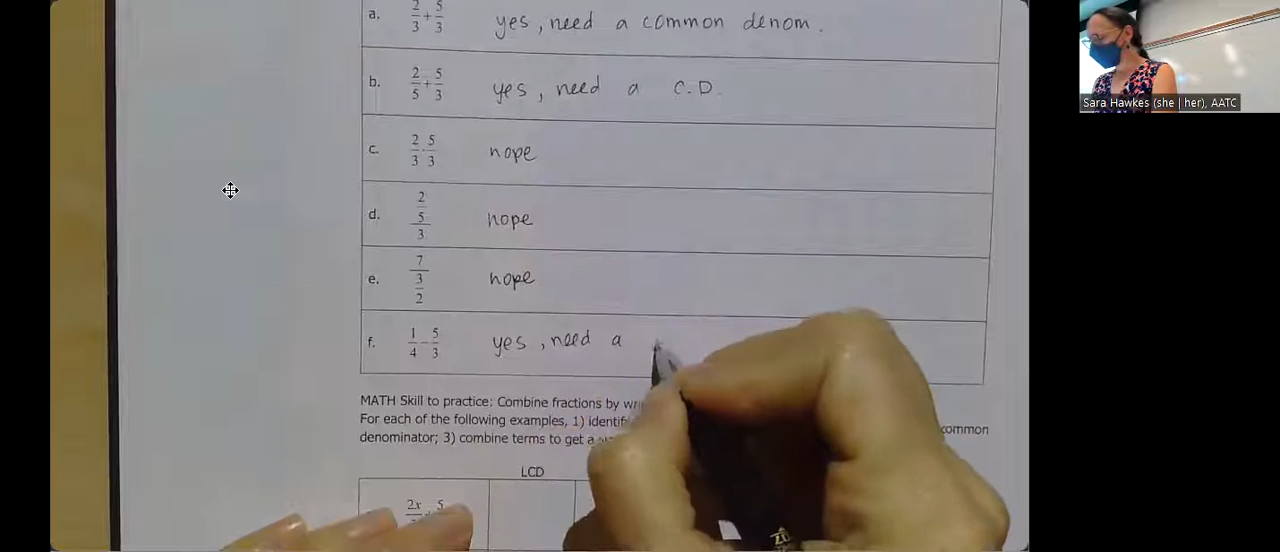 a. 2/3 + 5/3 yes, need a common denom.
b. 2/5 + 5/3 yes, need a C.D.
c. 2/3 · 5/3 nope
d. 2/5/3 nope
e. 7/3/2 nope
f. 1/4 - 5/3 yes, need a
MATH Skill to practice: Combine fractions by
For each of the following examples, 1) common
denominator; 3) combine terms to get a
LCD
2x 5
Sara Hawkes (she | her), AATC